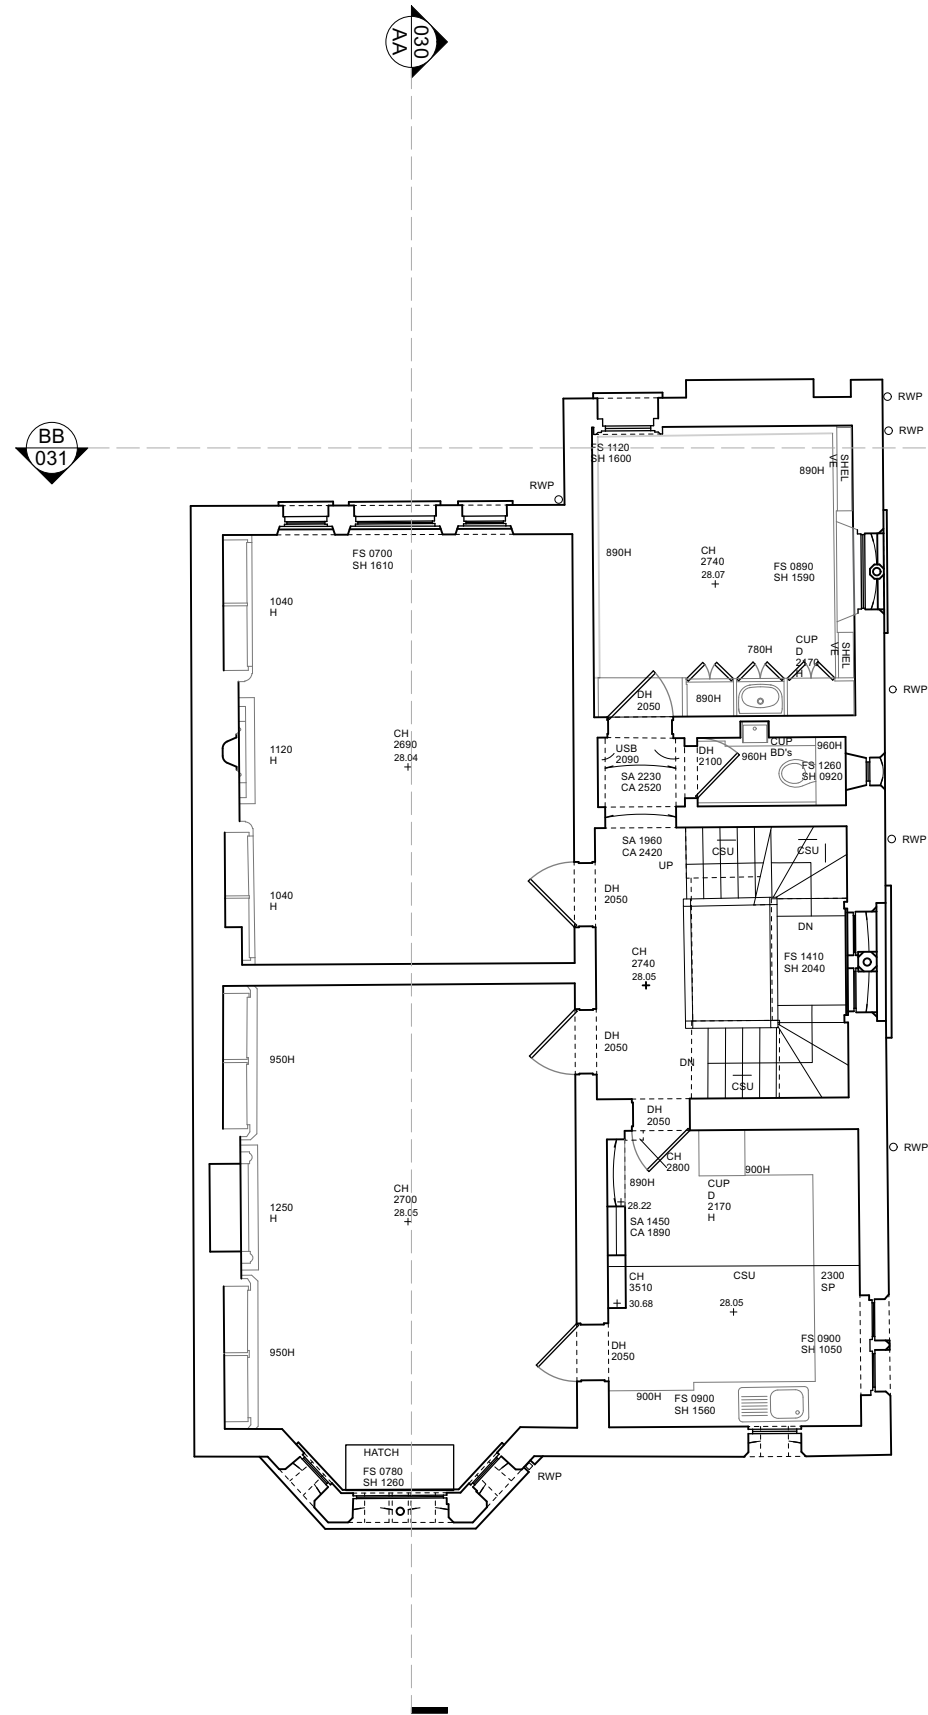 030
AA
BB
031
RWP
RWP
RWP
FS 1120
SH 1600
890H
SHEL
VE
FS 0700
SH 1610
890H
CH
2740
28.07
FS 0890
SH 1590
1040
H
780H
CUP
D
2170
H
SHEL
VE
RWP
DH
2050
890H
CH
2690
28.04
1120
H
USB
2090
DH
2100
960H
CUP
BD's
960H
FS 1260
SH 0920
SA 2230
CA 2520
SA 1960
CA 2420
UP
CSU
CSU
RWP
1040
H
DH
2050
DN
CH
2740
28.05
FS 1410
SH 2040
DH
2050
DN
950H
CSU
DH
2050
RWP
CH
2800
900H
890H
CUP
D
2170
H
CH
2700
28.05
1250
H
28.22
SA 1450
CA 1890
CH
3510
CSU
2300
SP
30.68
28.05
FS 0900
SH 1050
DH
2050
950H
900H
FS 0900
SH 1560
HATCH
FS 0780
SH 1260
RWP